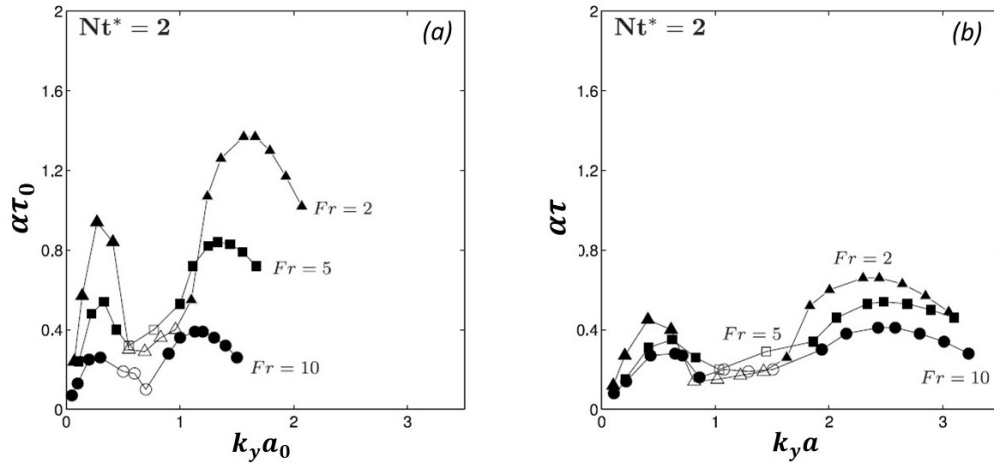 Nt* = 2
(a)
2
1.6
1.2
0.8
0.4
0
ατ₀
Fr = 2
Fr = 5
Fr = 10
0 1 2 3
kᵧa₀
Nt* = 2
(b)
2
1.6
1.2
0.8
0.4
0
ατ
Fr = 2
Fr = 5
Fr = 10
0 1 2 3
kᵧa